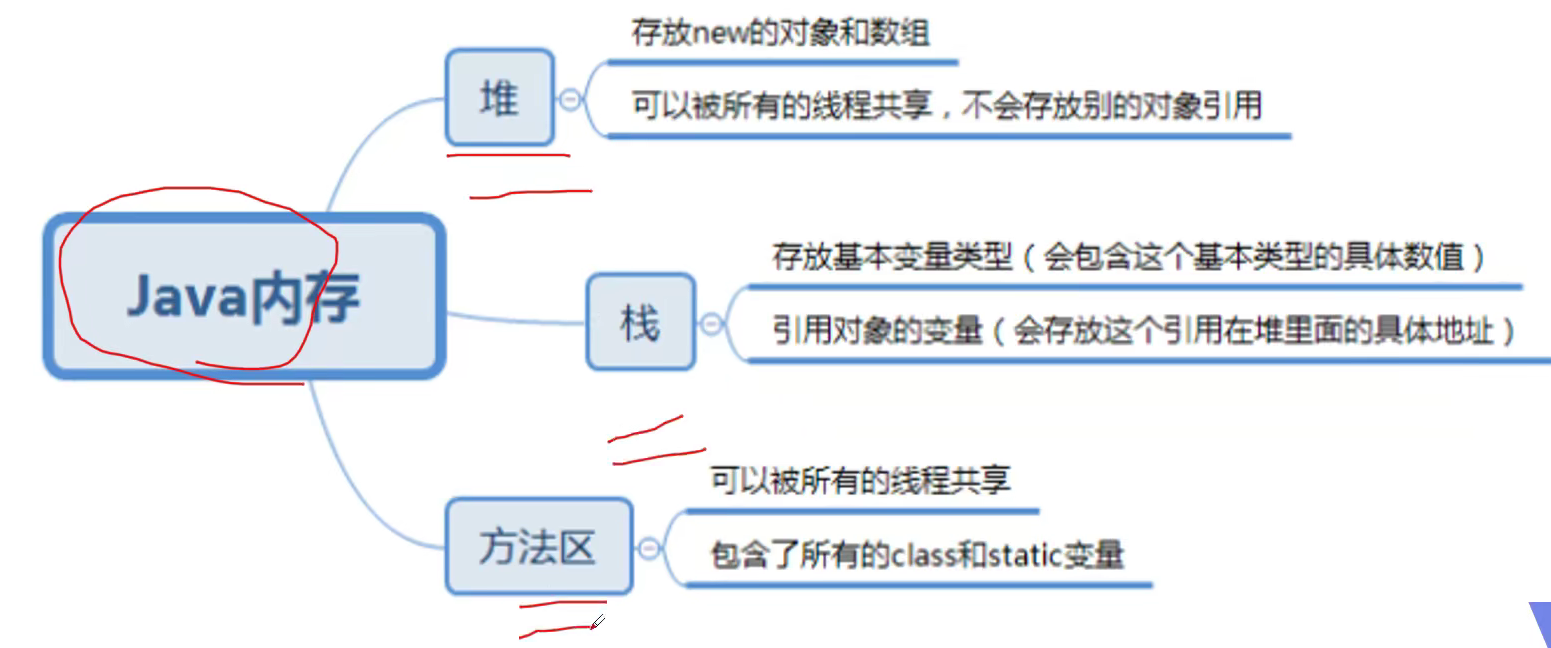 堆
存放new的对象和数组
可以被所有的线程共享，不会存放别的对象引用
Java内存
栈
存放基本变量类型（会包含这个基本类型的具体数值）
引用对象的变量（会存放这个引用在堆里面的具体地址）
方法区
可以被所有的线程共享
包含了所有的class和static变量